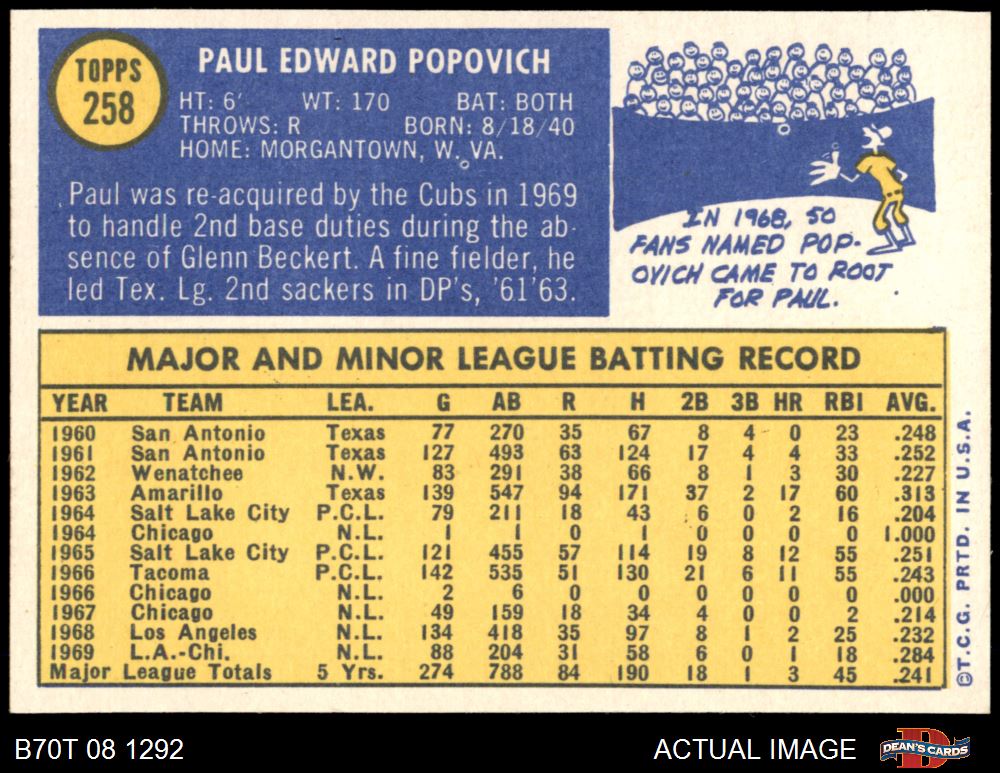 TOPPS
258
PAUL EDWARD POPOVICH
HT: 6' WT: 170 BAT: BOTH
THROWS: R BORN: 8/18/40
HOME: MORGANTOWN, W. VA.
Paul was re-acquired by the Cubs in 1969
to handle 2nd base duties during the ab-
sence of Glenn Beckert. A fine fielder, he
led Tex. Lg. 2nd sackers in DP's, '61'63.
IN 1968, 50
FANS NAMED POP-
OVICH CAME TO ROOT
FOR PAUL.
MAJOR AND MINOR LEAGUE BATTING RECORD
YEAR TEAM LEA. G AB R H 2B 3B HR RBI AVG.
1960 San Antonio Texas 77 270 35 67 8 4 0 23 .248
1961 San Antonio Texas 127 493 63 124 17 4 4 33 .252
1962 Wenatchee N.W. 83 291 38 66 8 1 3 30 .227
1963 Amarillo Texas 139 547 94 171 37 2 17 60 .313
1964 Salt Lake City P.C.L. 79 211 18 43 6 0 2 16 .204
1964 Chicago N.L. 1 1 0 1 0 0 0 0 1.000
1965 Salt Lake City P.C.L. 121 455 57 114 19 8 12 55 .251
1966 Tacoma P.C.L. 142 535 51 130 21 6 11 55 .243
1966 Chicago N.L. 2 6 0 0 0 0 0 0 .000
1967 Chicago N.L. 49 159 18 34 4 0 0 2 .214
1968 Los Angeles N.L. 134 418 35 97 8 1 2 25 .232
1969 L.A.-Chi. N.L. 88 204 31 58 6 0 1 18 .284
Major League Totals 5 Yrs. 274 788 84 190 18 1 3 45 .241
©T.C.G. PRTD. IN U.S.A.
B70T 08 1292
ACTUAL IMAGE
DEAN'S CARDS